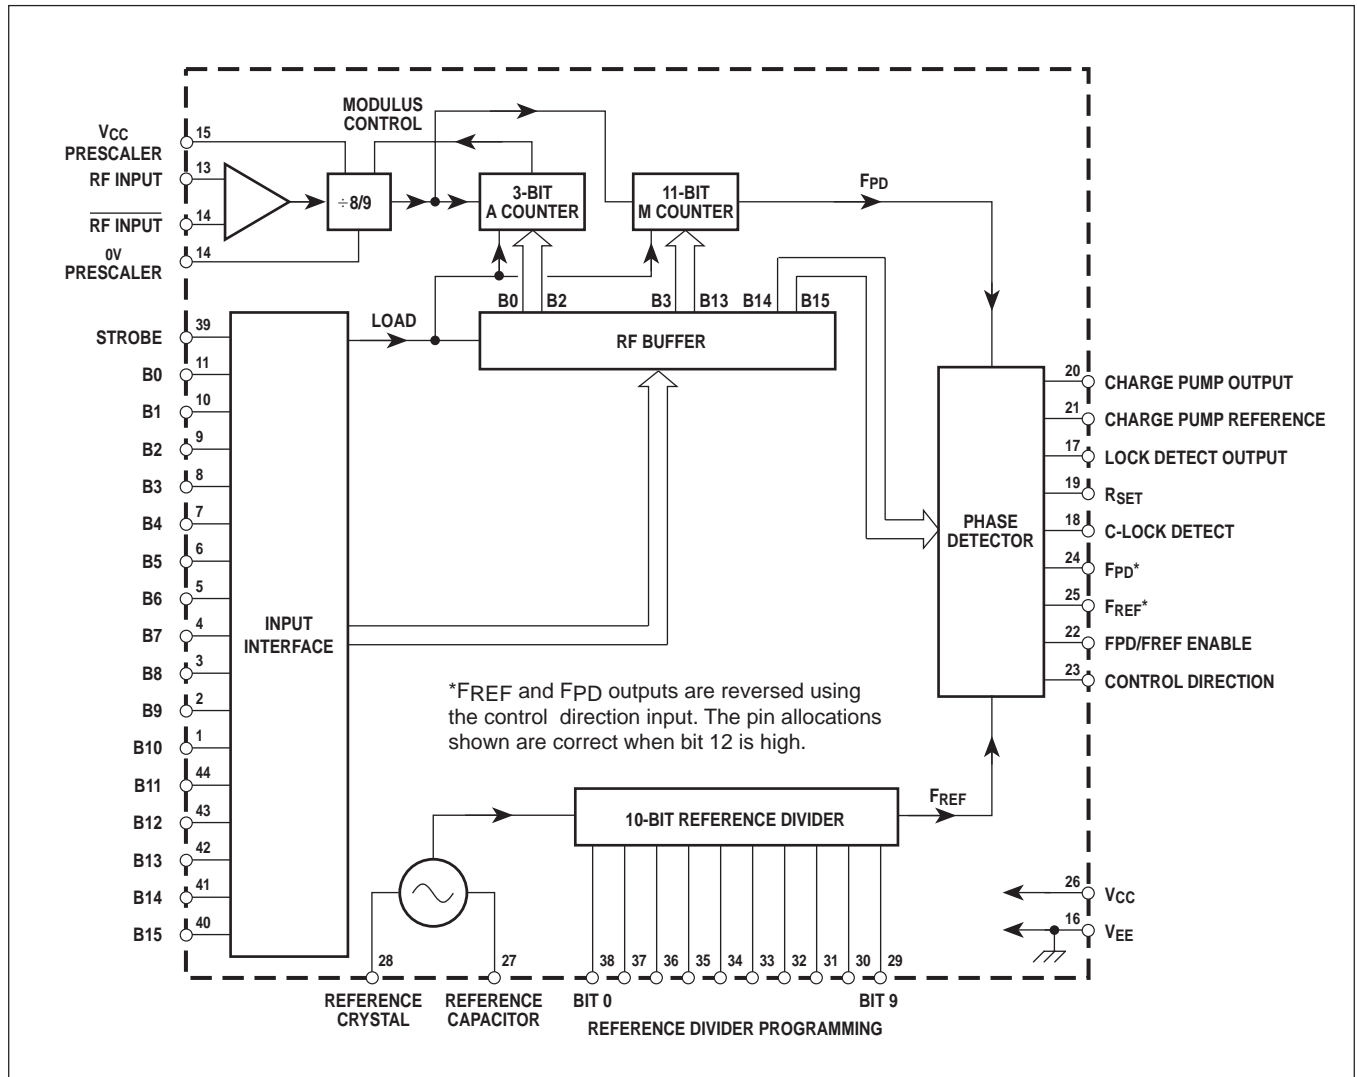 MODULUS
CONTROL
VCC
PRESCALER
15
RF INPUT
13
RF INPUT
14
0V
PRESCALER
14
÷8/9
3-BIT
A COUNTER
11-BIT
M COUNTER
FPD
B0
B2
B3
B13
B14
B15
LOAD
RF BUFFER
STROBE
39
B0
11
B1
10
B2
9
B3
8
B4
7
B5
6
B6
5
B7
4
B8
3
B9
2
B10
1
B11
44
B12
43
B13
42
B14
41
B15
40
INPUT
INTERFACE
PHASE
DETECTOR
20
CHARGE PUMP OUTPUT
21
CHARGE PUMP REFERENCE
17
LOCK DETECT OUTPUT
19
RSET
18
C-LOCK DETECT
24
FPD*
25
FREF*
22
FPD/FREF ENABLE
23
CONTROL DIRECTION
*FREF and FPD outputs are reversed using
the control direction input. The pin allocations
shown are correct when bit 12 is high.
10-BIT REFERENCE DIVIDER
FREF
26
VCC
16
VEE
28
27
38
37
36
35
34
33
32
31
30
29
REFERENCE
CRYSTAL
REFERENCE
CAPACITOR
BIT 0
BIT 9
REFERENCE DIVIDER PROGRAMMING